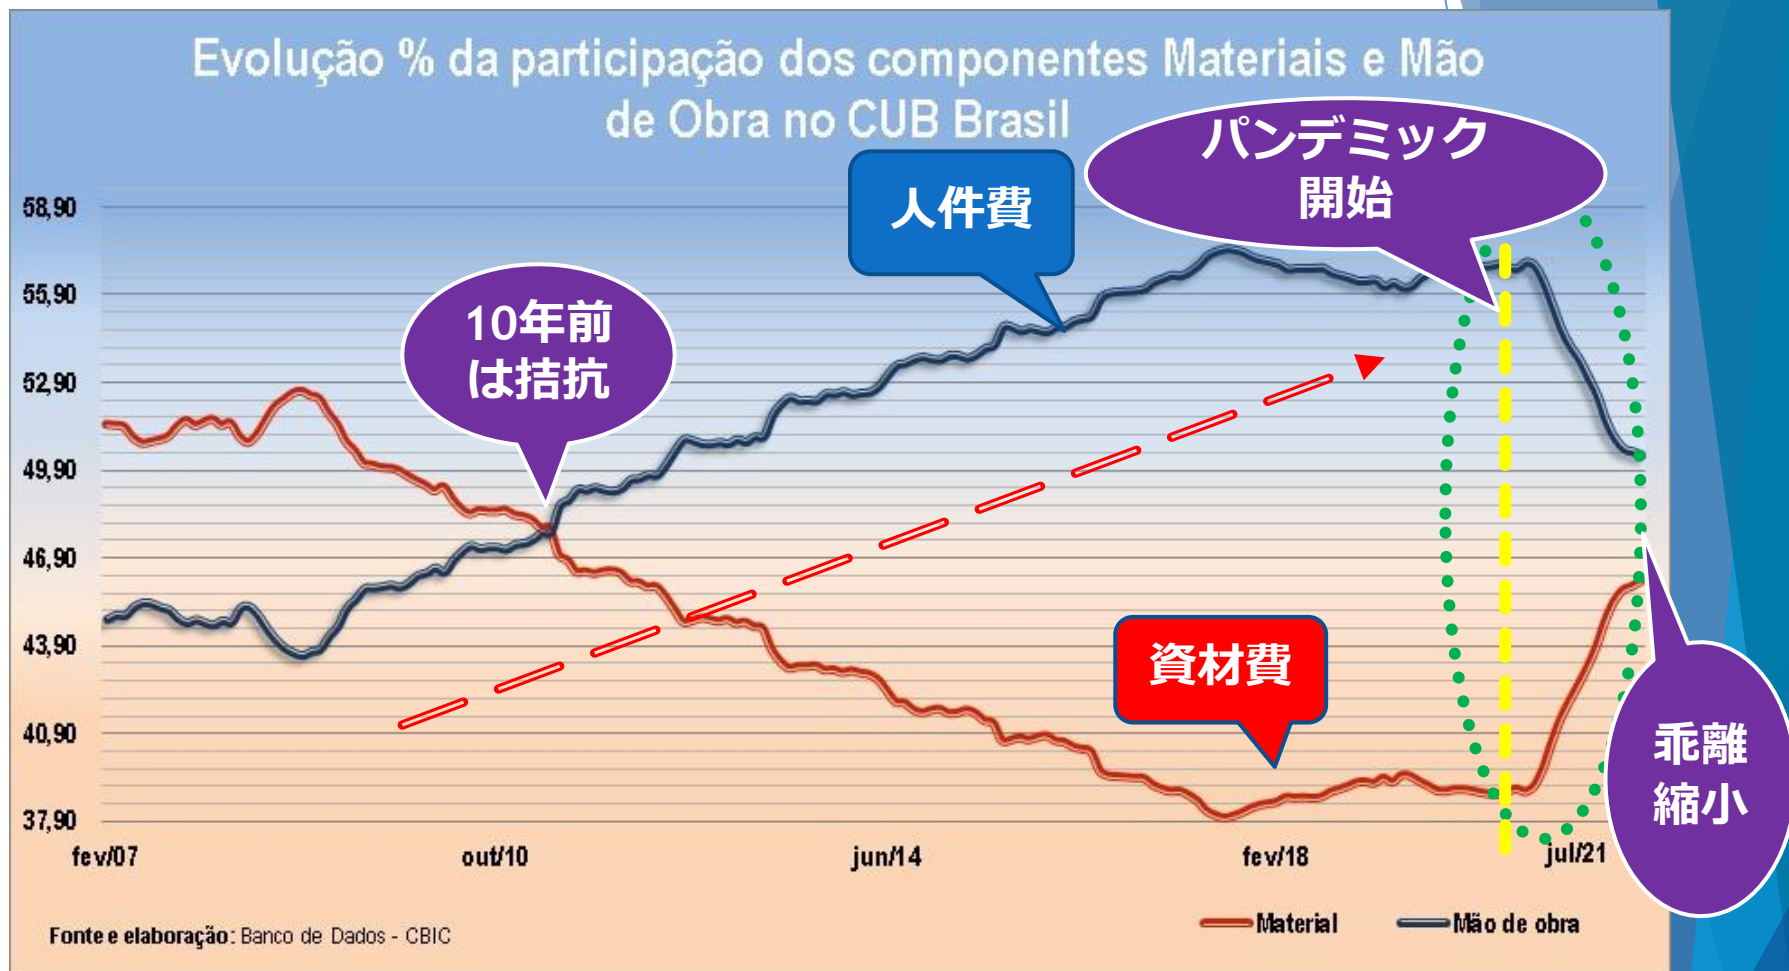 Evolução % da participação dos componentes Materiais e Mão
de Obra no CUB Brasil
パンデミック
開始
人件費
10年前
は拮抗
資材費
乖離
縮小
58,90
55,90
52,90
49,90
46,90
43,90
40,90
37,90
fev/07
out/10
jun/14
fev/18
jul/21
Material
Mão de obra
Fonte e elaboração: Banco de Dados - CBIC